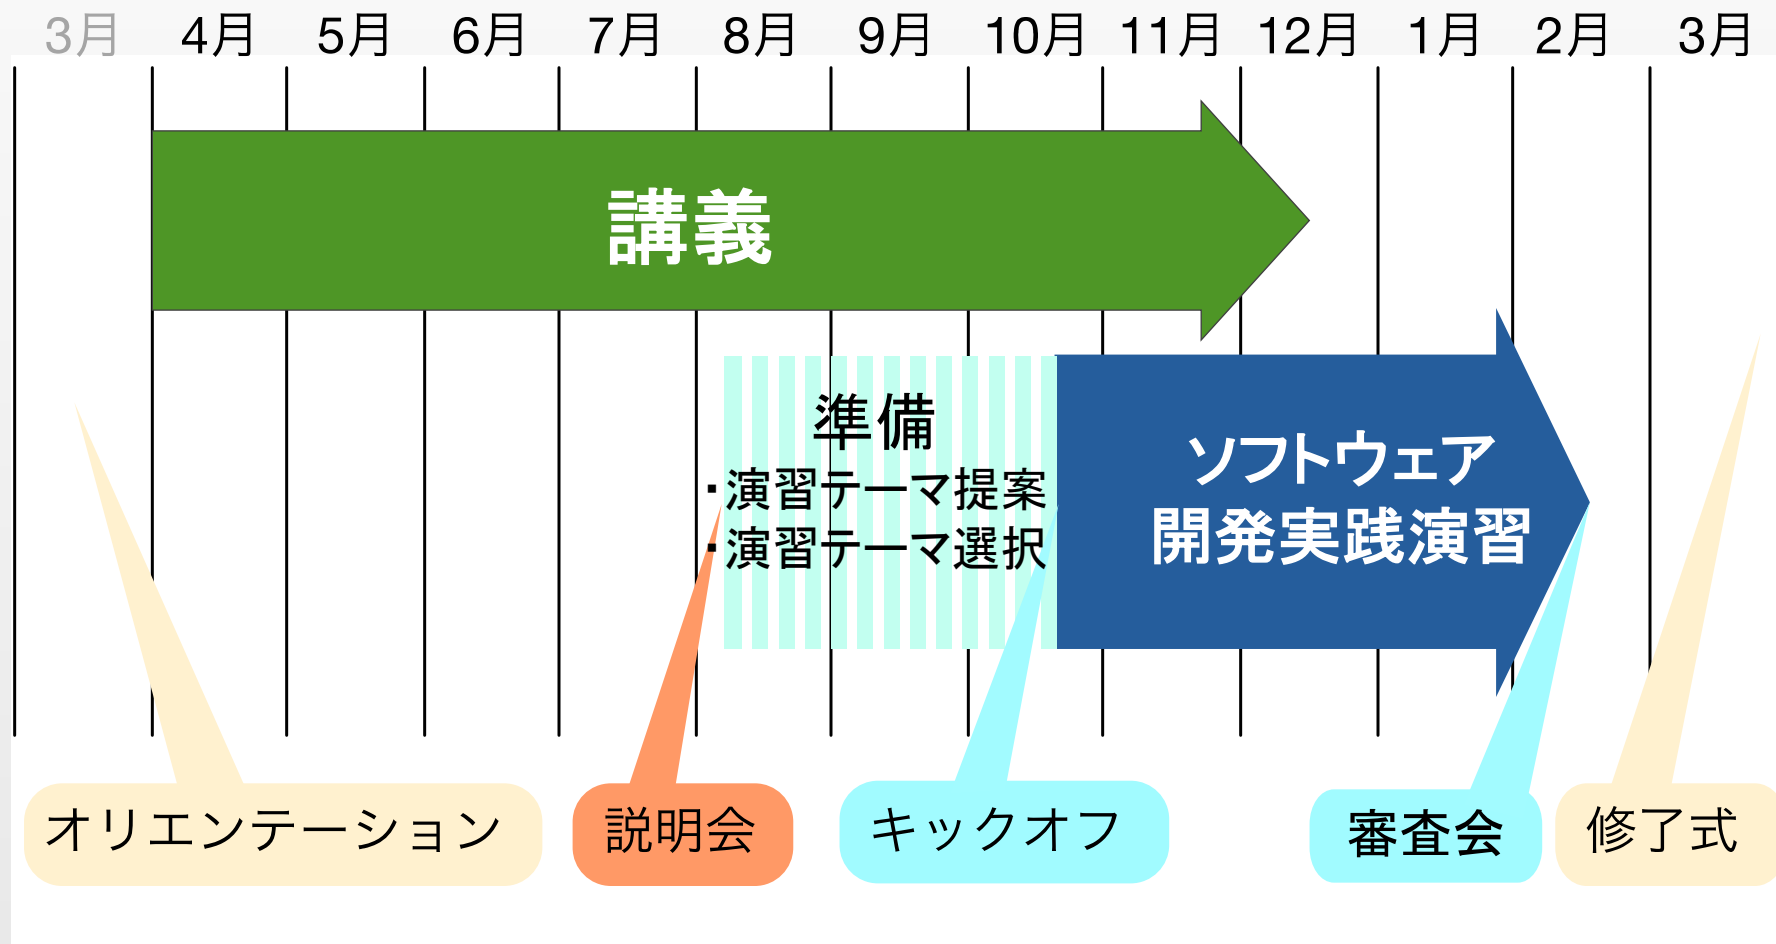 3月 4月 5月 6月 7月 8月 9月 10月 11月 12月 1月 2月 3月
講義
準備
・演習テーマ提案
・演習テーマ選択
ソフトウェア
開発実践演習
オリエンテーション
説明会
キックオフ
審査会
修了式